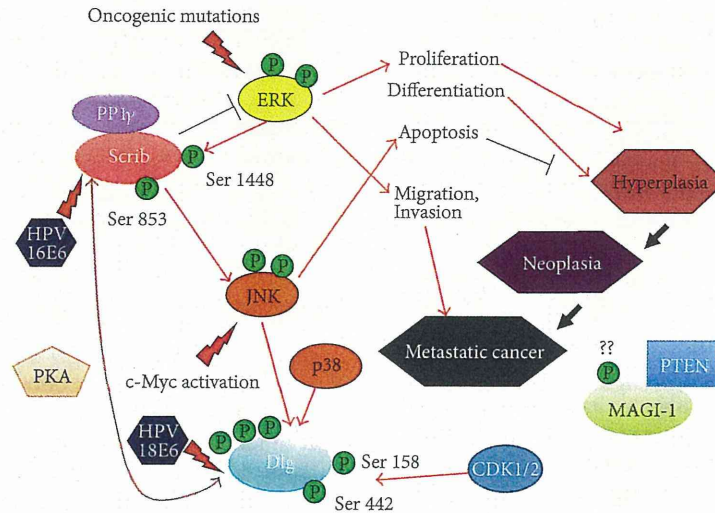 Oncogenic mutations
P
P
ERK
Proliferation
Differentiation
PP1γ
Scrib
P
Apoptosis
Ser 1448
P
Ser 853
Hyperplasia
Migration,
Invasion
HPV
16E6
P
P
JNK
Neoplasia
Metastatic cancer
p38
??
P
PTEN
PKA
c-Myc activation
MAGI-1
HPV
18E6
P
P
P
Dlg
P
Ser 158
CDK1/2
P
Ser 442